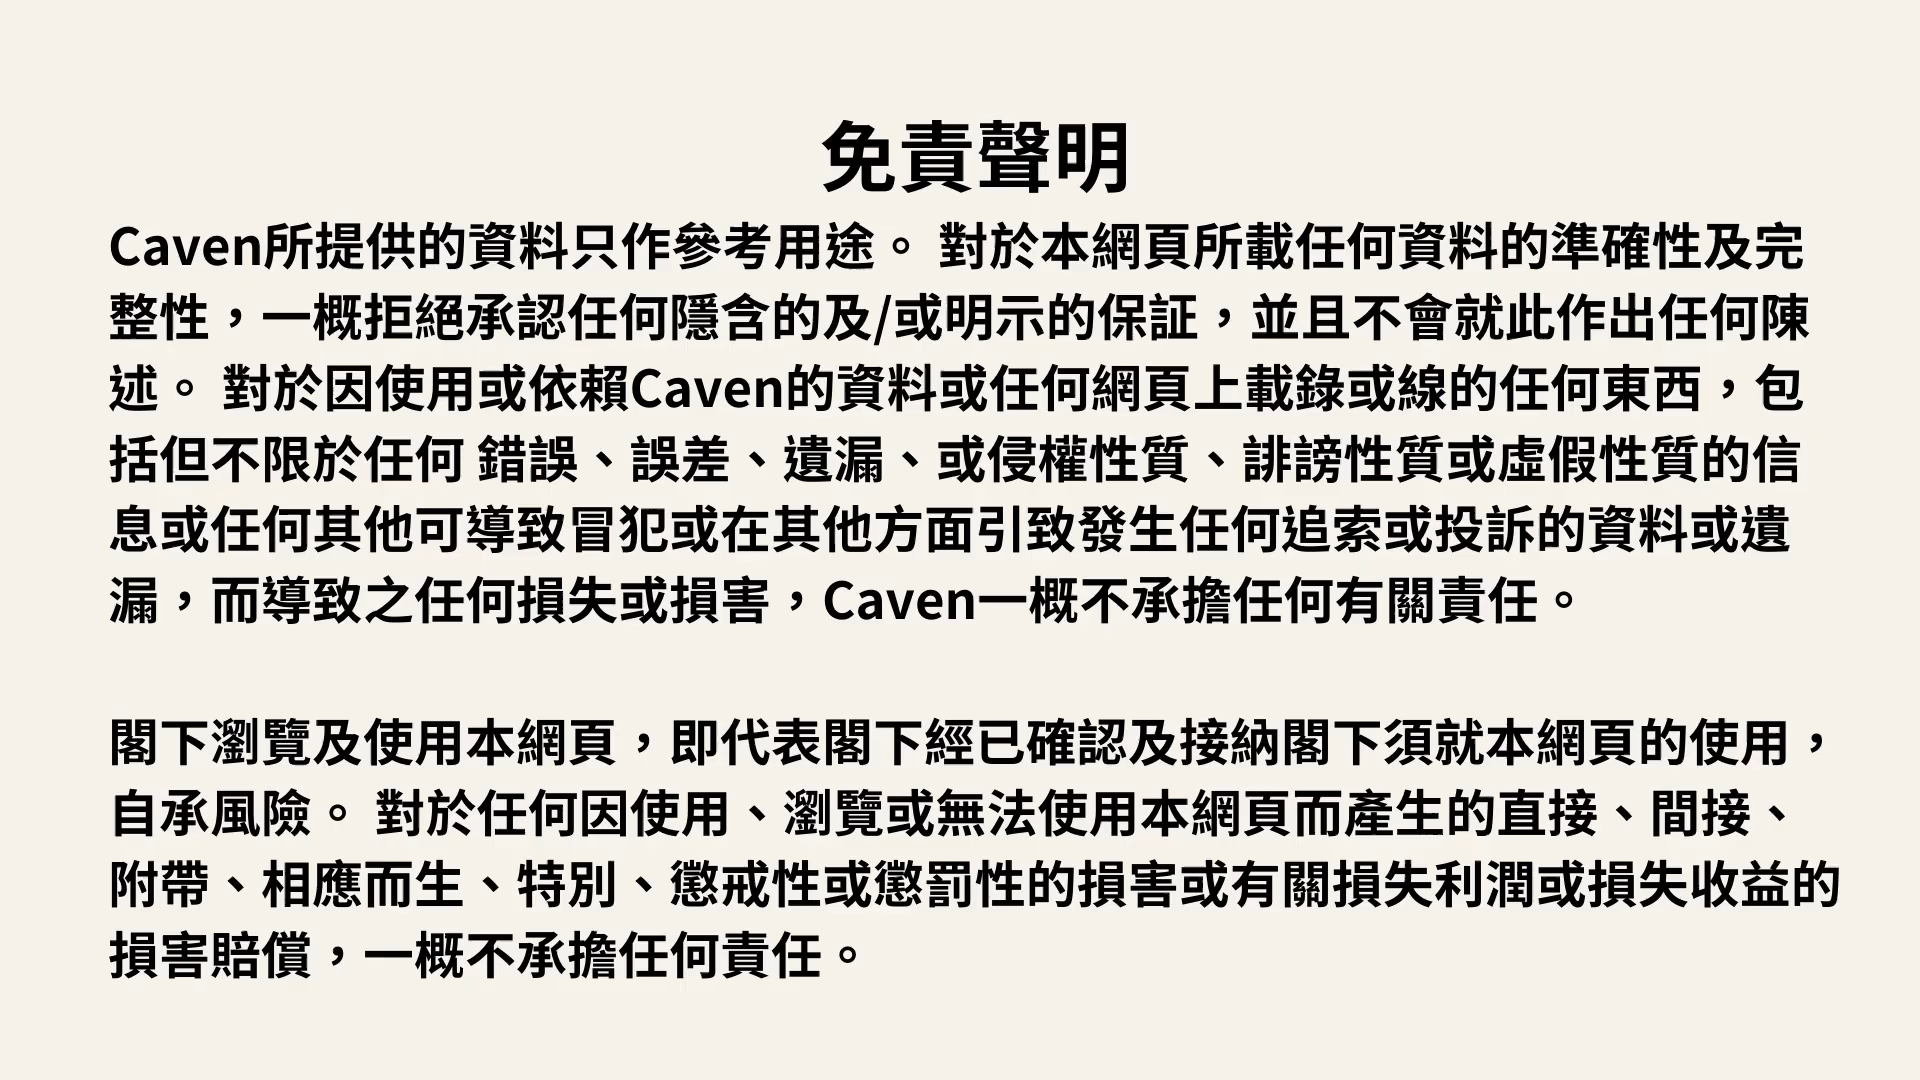 免責聲明
Caven所提供的資料只作參考用途。 對於本網頁所載任何資料的準確性及完
整性，一概拒絕承認任何隱含的及/或明示的保証，並且不會就此作出任何陳
述。 對於因使用或依賴Caven的資料或任何網頁上載錄或線的任何東西，包
括但不限於任何 錯誤、誤差、遺漏、或侵權性質、誹謗性質或虛假性質的信
息或任何其他可導致冒犯或在其他方面引致發生任何追索或投訴的資料或遺
漏，而導致之任何損失或損害，Caven一概不承擔任何有關責任。
閣下瀏覽及使用本網頁，即代表閣下經已確認及接納閣下須就本網頁的使用，
自承風險。 對於任何因使用、瀏覽或無法使用本網頁而產生的直接、間接、
附帶、相應而生、特別、懲戒性或懲罰性的損害或有關損失利潤或損失收益的
損害賠償，一概不承擔任何責任。